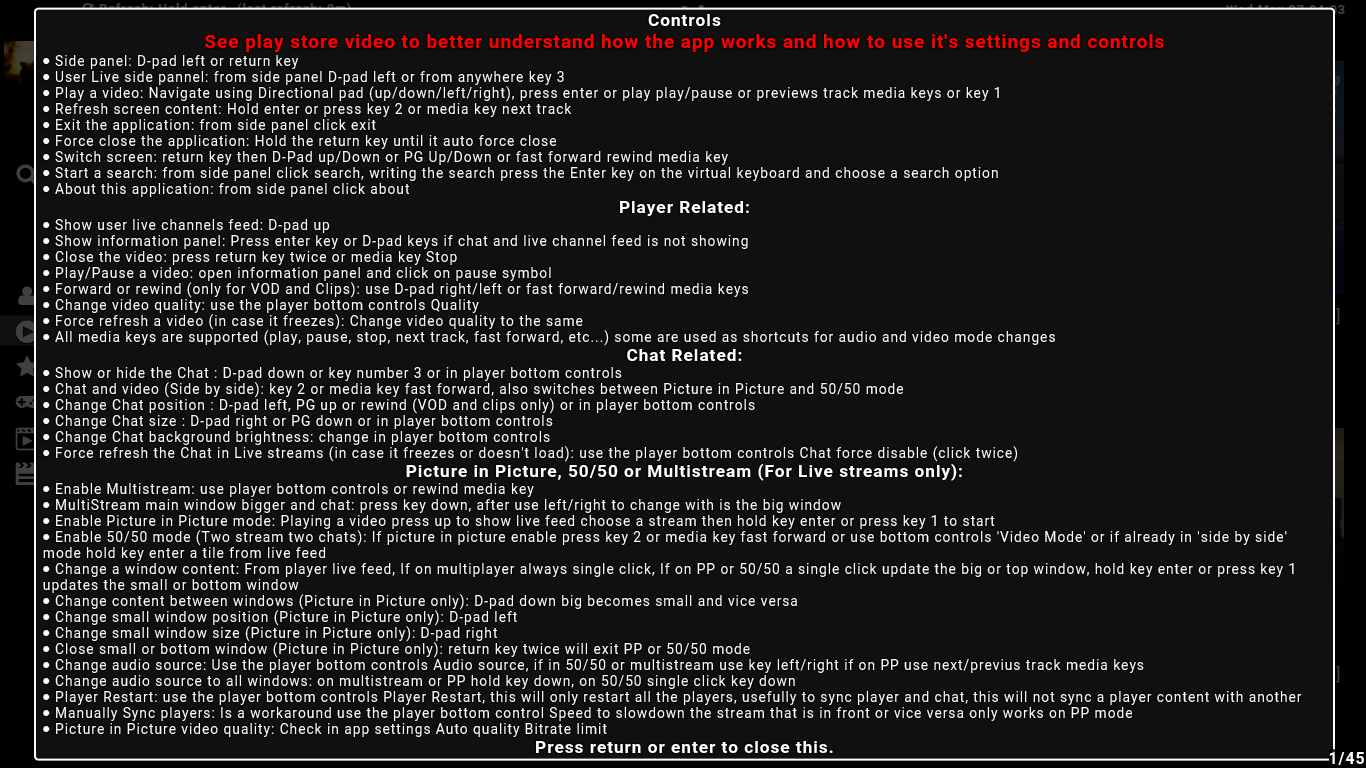 Controls
See play store video to better understand how the app works and how to use it's settings and controls
● Side panel: D-pad left or return key
● User Live side pannel: from side panel D-pad left or from anywhere key 3
● Play a video: Navigate using Directional pad (up/down/left/right), press enter or play play/pause or previews track media keys or key 1
● Refresh screen content: Hold enter or press key 2 or media key next track
● Exit the application: from side panel click exit
● Force close the application: Hold the return key until it auto force close
● Switch screen: return key then D-Pad up/Down or PG Up/Down or fast forward rewind media key
● Start a search: from side panel click search, writing the search press the Enter key on the virtual keyboard and choose a search option
● About this application: from side panel click about
Player Related:
● Show user live channels feed: D-pad up
● Show information panel: Press enter key or D-pad keys if chat and live channel feed is not showing
● Close the video: press return key twice or media key Stop
● Play/Pause a video: open information panel and click on pause symbol
● Forward or rewind (only for VOD and Clips): use D-pad right/left or fast forward/rewind media keys
● Change video quality: use the player bottom controls Quality
● Force refresh a video (in case it freezes): Change video quality to the same
● All media keys are supported (play, pause, stop, next track, fast forward, etc...) some are used as shortcuts for audio and video mode changes
Chat Related:
● Show or hide the Chat : D-pad down or key number 3 or in player bottom controls
● Chat and video (Side by side): key 2 or media key fast forward, also switches between Picture in Picture and 50/50 mode
● Change Chat position : D-pad left, PG up or rewind (VOD and clips only) or in player bottom controls
● Change Chat size : D-pad right or PG down or in player bottom controls
● Change Chat background brightness: change in player bottom controls
● Force refresh the Chat in Live streams (in case it freezes or doesn't load): use the player bottom controls Chat force disable (click twice)
Picture in Picture, 50/50 or Multistream (For Live streams only):
● Enable Multistream: use player bottom controls or rewind media key
● MultiStream main window bigger and chat: press key down, after use left/right to change with is the big window
● Enable Picture in Picture mode: Playing a video press up to show live feed choose a stream then hold key enter or press key 1 to start
● Enable 50/50 mode (Two stream two chats): If picture in picture enable press key 2 or media key fast forward or use bottom controls 'Video Mode' or if already in 'side by side'
mode hold key enter a tile from live feed
● Change a window content: From player live feed, If on multiplayer always single click, If on PP or 50/50 a single click update the big or top window, hold key enter or press key 1
updates the small or bottom window
● Change content between windows (Picture in Picture only): D-pad down big becomes small and vice versa
● Change small window position (Picture in Picture only): D-pad left
● Change small window size (Picture in Picture only): D-pad right
● Close small or bottom window (Picture in Picture only): return key twice will exit PP or 50/50 mode
● Change audio source: Use the player bottom controls Audio source, if in 50/50 or multistream use key left/right if on PP use next/previus track media keys
● Change audio source to all windows: on multistream or PP hold key down, on 50/50 single click key down
● Player Restart: use the player bottom controls Player Restart, this will only restart all the players, usefully to sync player and chat, this will not sync a player content with another
● Manually Sync players: Is a workaround use the player bottom control Speed to slowdown the stream that is in front or vice versa only works on PP mode
● Picture in Picture video quality: Check in app settings Auto quality Bitrate limit
Press return or enter to close this.
1/45